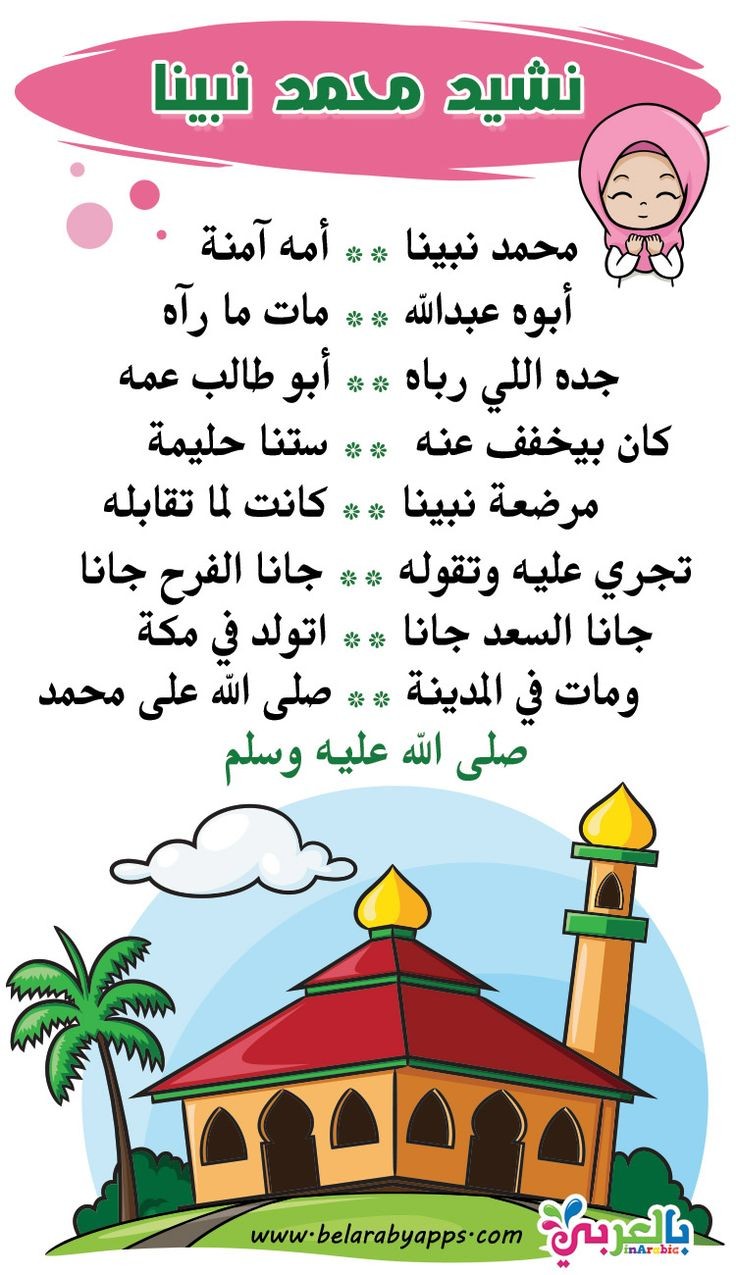 نشيد محمد نبينا
محمد نبينا ** أمه آمنة
أبوه عبدالله ** مات ما رآه
جده اللي رباه ** أبو طالب عمه
كان بيخفف عنه ** ستنا حليمة
مرضعة نبينا ** كانت لما تقابله
تجري عليه وتقوله ** جانا الفرح جانا
جانا السعد جانا ** اتولد في مكة
ومات في المدينة ** صلى الله على محمد
صلى الله عليه وسلم
www.belarabyapps.com
بالعربي
inArabic